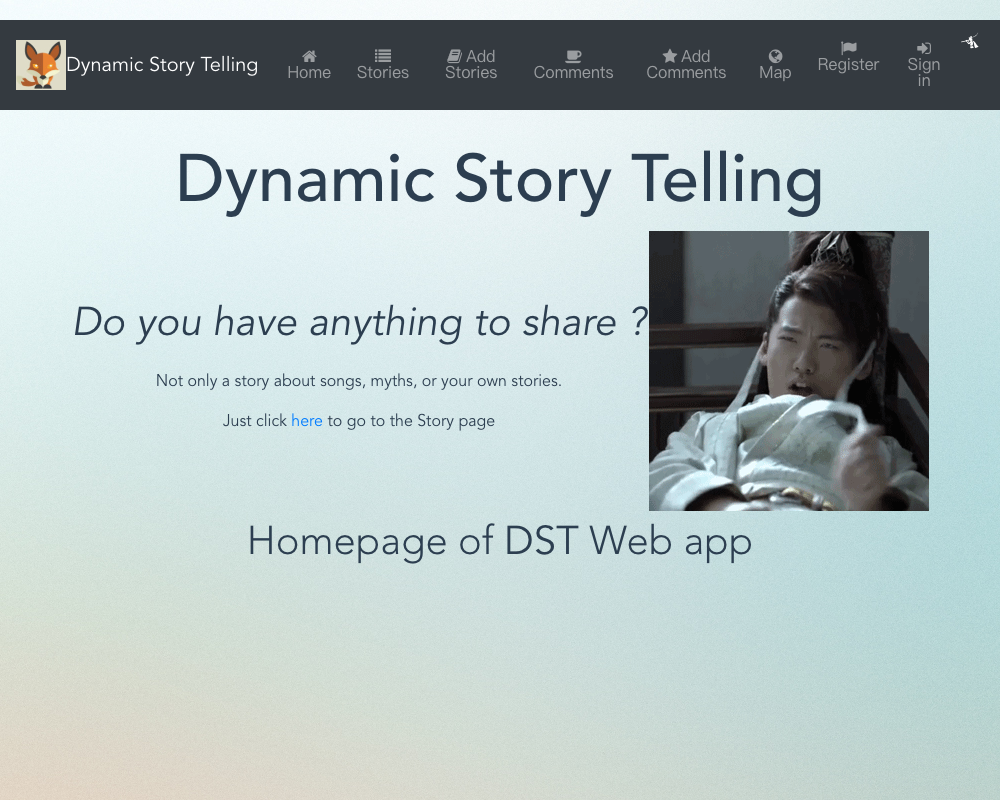 Dynamic Story Telling
Home
Stories
Add
Stories
Comments
Add
Comments
Map
Register
Sign
in
Dynamic Story Telling
Do you have anything to share ?
Not only a story about songs, myths, or your own stories.
Just click here to go to the Story page
Homepage of DST Web app